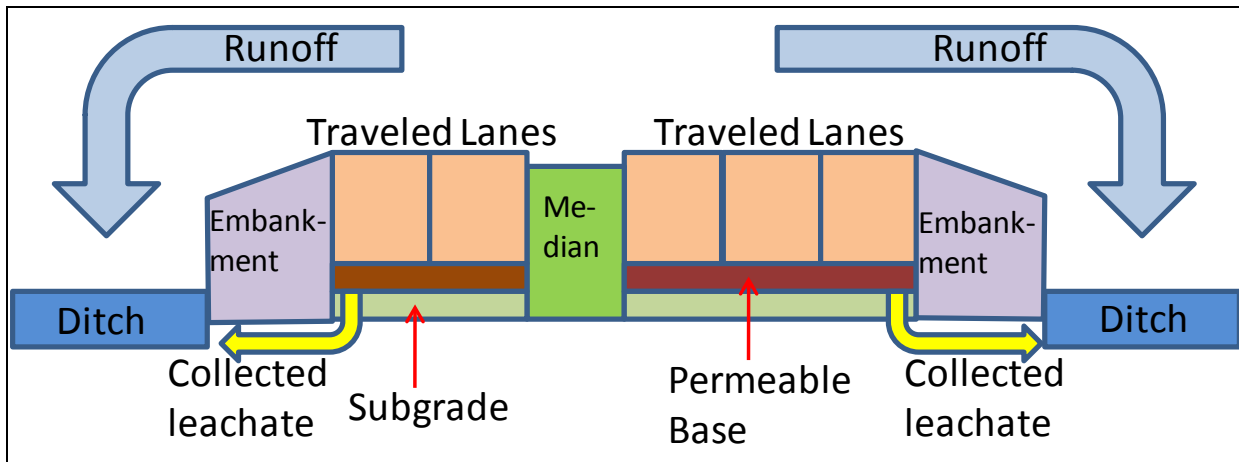 Runoff
Runoff
Traveled Lanes
Traveled Lanes
Embank-
ment
Me-
dian
Embank-
ment
Ditch
Ditch
Collected
leachate
Subgrade
Permeable
Base
Collected
leachate